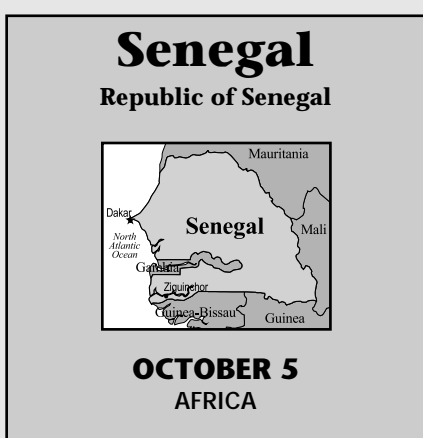 Senegal
Republic of Senegal
Mauritania
Dakar
Senegal
Mali
North
Atlantic
Ocean
Gambia
Ziguinchor
Guinea-Bissau
Guinea
OCTOBER 5
AFRICA